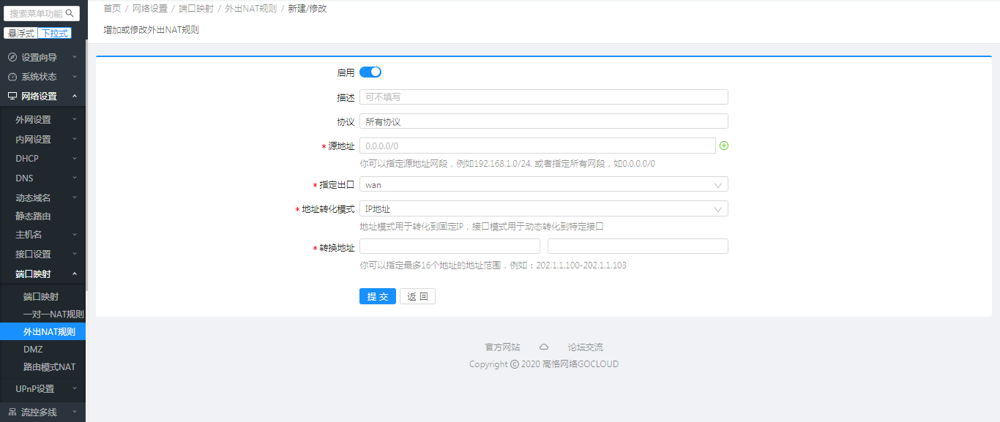 搜索菜单功能
悬浮式 下拉式
设置向导
系统状态
网络设置
外网设置
内网设置
DHCP
DNS
动态域名
静态路由
主机名
接口设置
端口映射
端口映射
一对一NAT规则
外出NAT规则
DMZ
路由模式NAT
UPnP设置
流控多线
首页 / 网络设置 / 端口映射 / 外出NAT规则 / 新建/修改
增加或修改外出NAT规则
启用
描述 可不填写
协议 所有协议
* 源地址 0.0.0.0/0
你可以指定源地址网段，例如192.168.1.0/24. 或者指定所有网段，如0.0.0.0/0
* 指定出口 wan
* 地址转化模式 IP地址
地址模式用于转化到固定IP，接口模式用于动态转化到特定接口
* 转换地址
你可以指定最多16个地址的地址范围，例如：202.1.1.100-202.1.1.103
提 交 返 回
官方网站 论坛交流
Copyright © 2020 高恪网络GOCLOUD